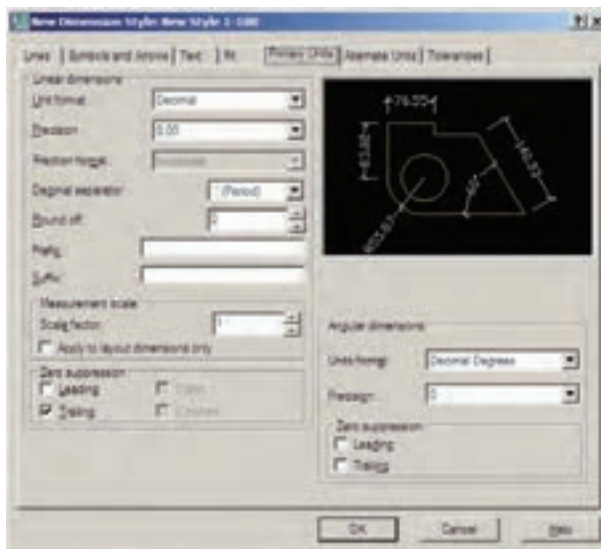 New Dimension Style: New Style 1-
Lines Symbols and Arrows Text Fit Primary Units Alternate Units Tolerances
Linear dimensions
Unit format Decimal
Precision 0.00
Fraction format
Decimal separator '.' (Period)
Round off: 0
Prefix:
Suffix:
Measurement scale
Scale factor: 1
Apply to layout dimensions only
Zero suppression
Leading
Trailing
Angular dimensions
Units format: Decimal Degrees
Precision: 0
Zero suppression
Leading
Trailing
OK Cancel Help